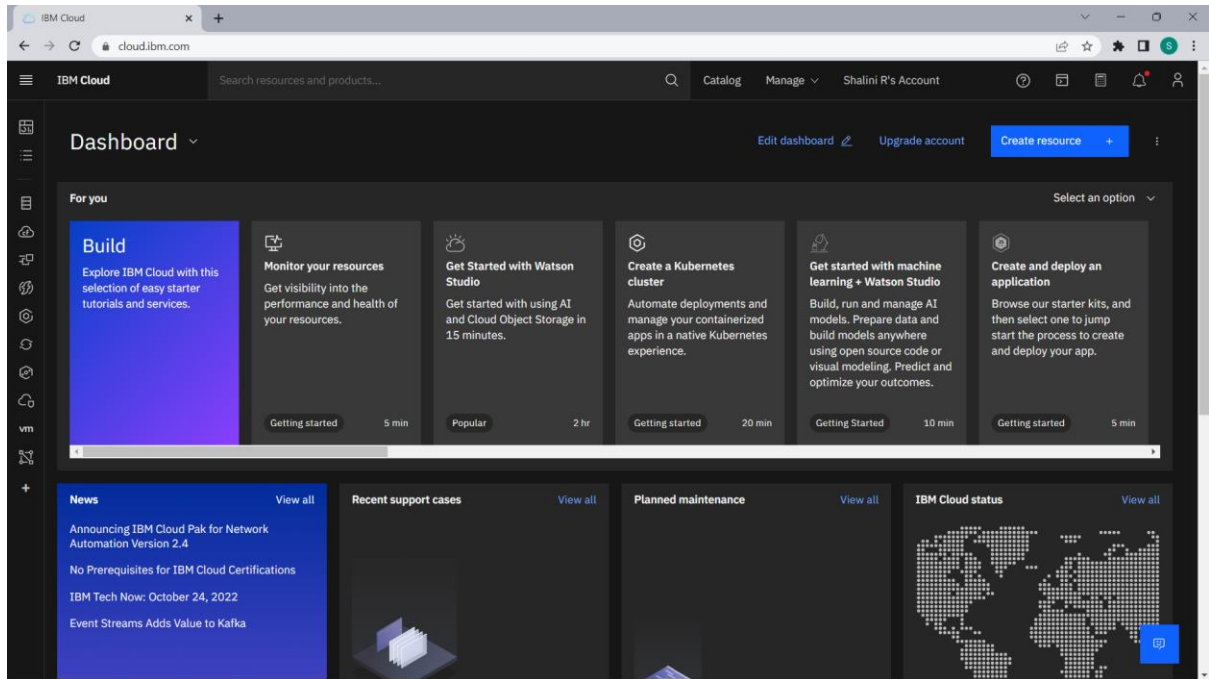 IBM Cloud
cloud.ibm.com
S
IBM Cloud
Search resources and products...
Catalog
Manage
Shalini R's Account
Dashboard
Edit dashboard
Upgrade account
Create resource +
For you
Select an option
Build
Explore IBM Cloud with this
selection of easy starter
tutorials and services.
Monitor your resources
Get visibility into the
performance and health of
your resources.
Getting started
5 min
Get Started with Watson
Studio
Get started with using AI
and Cloud Object Storage in
15 minutes.
Popular
2 hr
Create a Kubernetes
cluster
Automate deployments and
manage your containerized
apps in a native Kubernetes
experience.
Getting started
20 min
Get started with machine
learning + Watson Studio
Build, run and manage AI
models. Prepare data and
build models anywhere
using open source code or
visual modeling. Predict and
optimize your outcomes.
Getting Started
10 min
Create and deploy an
application
Browse our starter kits, and
then select one to jump
start the process to create
and deploy your app.
Getting started
5 min
vm
News
View all
Announcing IBM Cloud Pak for Network
Automation Version 2.4
No Prerequisites for IBM Cloud Certifications
IBM Tech Now: October 24, 2022
Event Streams Adds Value to Kafka
Recent support cases
View all
Planned maintenance
View all
IBM Cloud status
View all